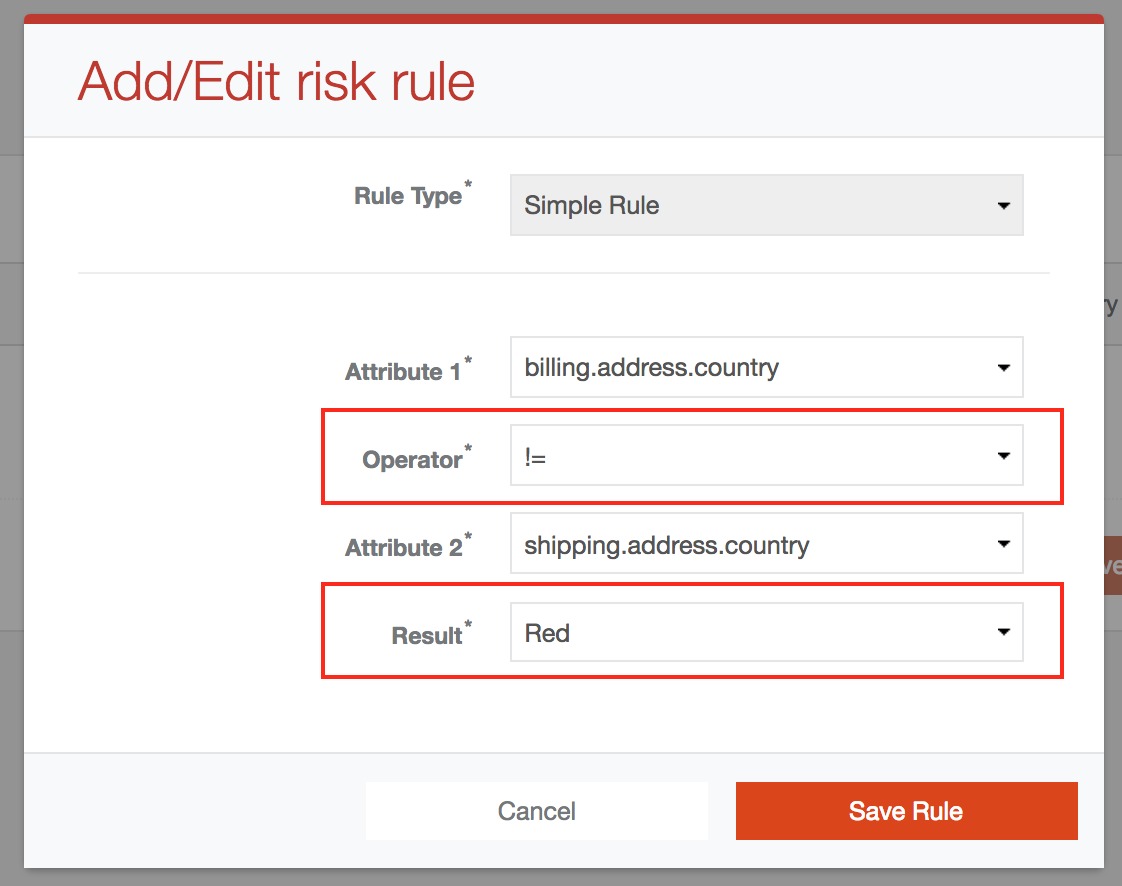 Add/Edit risk rule
Rule Type*
Simple Rule
Attribute 1*
billing.address.country
Operator*
!=
Attribute 2*
shipping.address.country
Result*
Red
Cancel
Save Rule